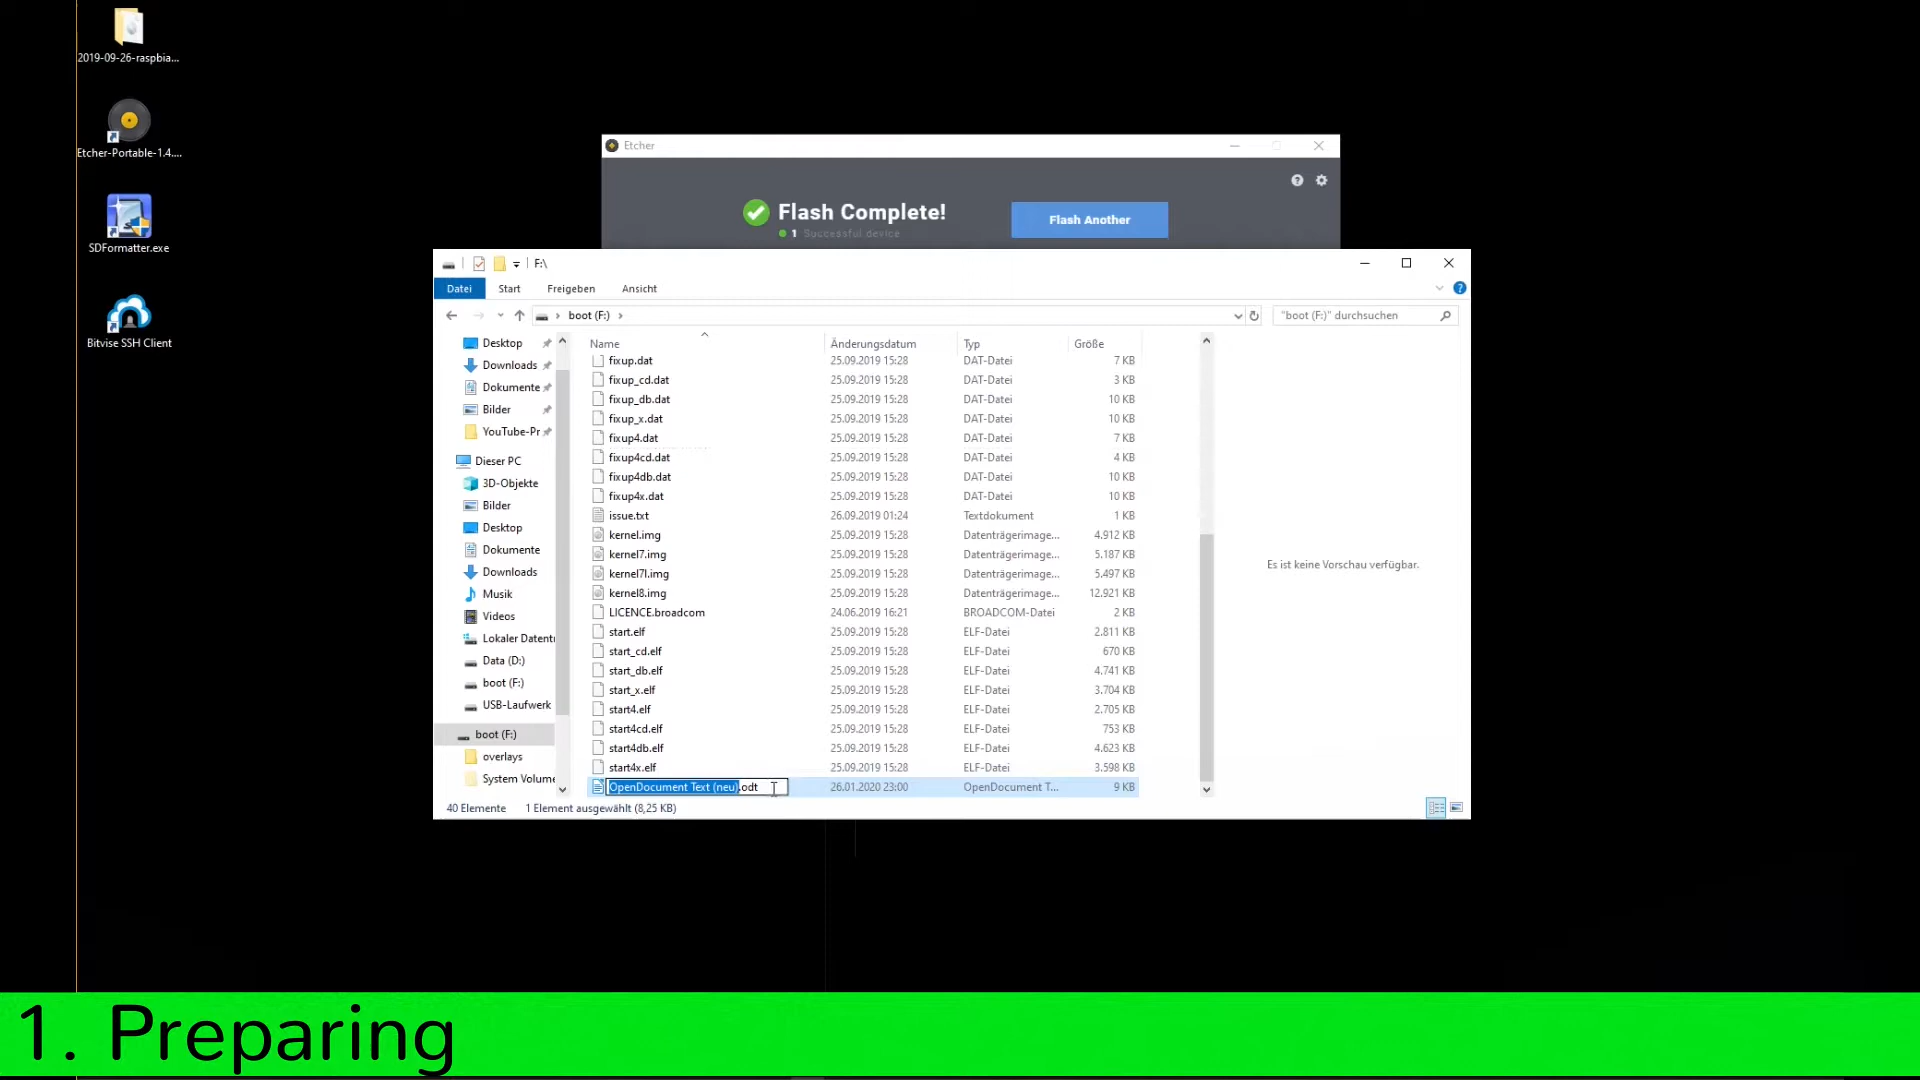 2019-09-26-raspbia...
Etcher-Portable-1.4....
SDFormatter.exe
Bitvise SSH Client
Etcher
Flash Complete!
1 Successful device
Flash Another
F:\
Datei Start Freigeben Ansicht
boot (F:)
"boot (F:)" durchsuchen
Desktop
Downloads
Dokumente
Bilder
YouTube-Pr
Dieser PC
3D-Objekte
Bilder
Desktop
Dokumente
Downloads
Musik
Videos
Lokaler Datentr
Data (D:)
boot (F:)
USB-Laufwerk
boot (F:)
overlays
System Volume
Name Änderungsdatum Typ Größe
fixup.dat 25.09.2019 15:28 DAT-Datei 7 KB
fixup_cd.dat 25.09.2019 15:28 DAT-Datei 3 KB
fixup_db.dat 25.09.2019 15:28 DAT-Datei 10 KB
fixup_x.dat 25.09.2019 15:28 DAT-Datei 10 KB
fixup4.dat 25.09.2019 15:28 DAT-Datei 7 KB
fixup4cd.dat 25.09.2019 15:28 DAT-Datei 4 KB
fixup4db.dat 25.09.2019 15:28 DAT-Datei 10 KB
fixup4x.dat 25.09.2019 15:28 DAT-Datei 10 KB
issue.txt 26.09.2019 01:24 Textdokument 1 KB
kernel.img 25.09.2019 15:28 Datenträgerimage... 4.912 KB
kernel7.img 25.09.2019 15:28 Datenträgerimage... 5.187 KB
kernel7l.img 25.09.2019 15:28 Datenträgerimage... 5.497 KB
kernel8.img 25.09.2019 15:28 Datenträgerimage... 12.921 KB
LICENCE.broadcom 24.06.2019 16:21 BROADCOM-Datei 2 KB
start.elf 25.09.2019 15:28 ELF-Datei 2.811 KB
start_cd.elf 25.09.2019 15:28 ELF-Datei 670 KB
start_db.elf 25.09.2019 15:28 ELF-Datei 4.741 KB
start_x.elf 25.09.2019 15:28 ELF-Datei 3.704 KB
start4.elf 25.09.2019 15:28 ELF-Datei 2.705 KB
start4cd.elf 25.09.2019 15:28 ELF-Datei 753 KB
start4db.elf 25.09.2019 15:28 ELF-Datei 4.623 KB
start4x.elf 25.09.2019 15:28 ELF-Datei 3.598 KB
OpenDocument Text (neu).odt 26.01.2020 23:00 OpenDocument T... 9 KB
Es ist keine Vorschau verfügbar.
40 Elemente 1 Element ausgewählt (8,25 KB)
1. Preparing